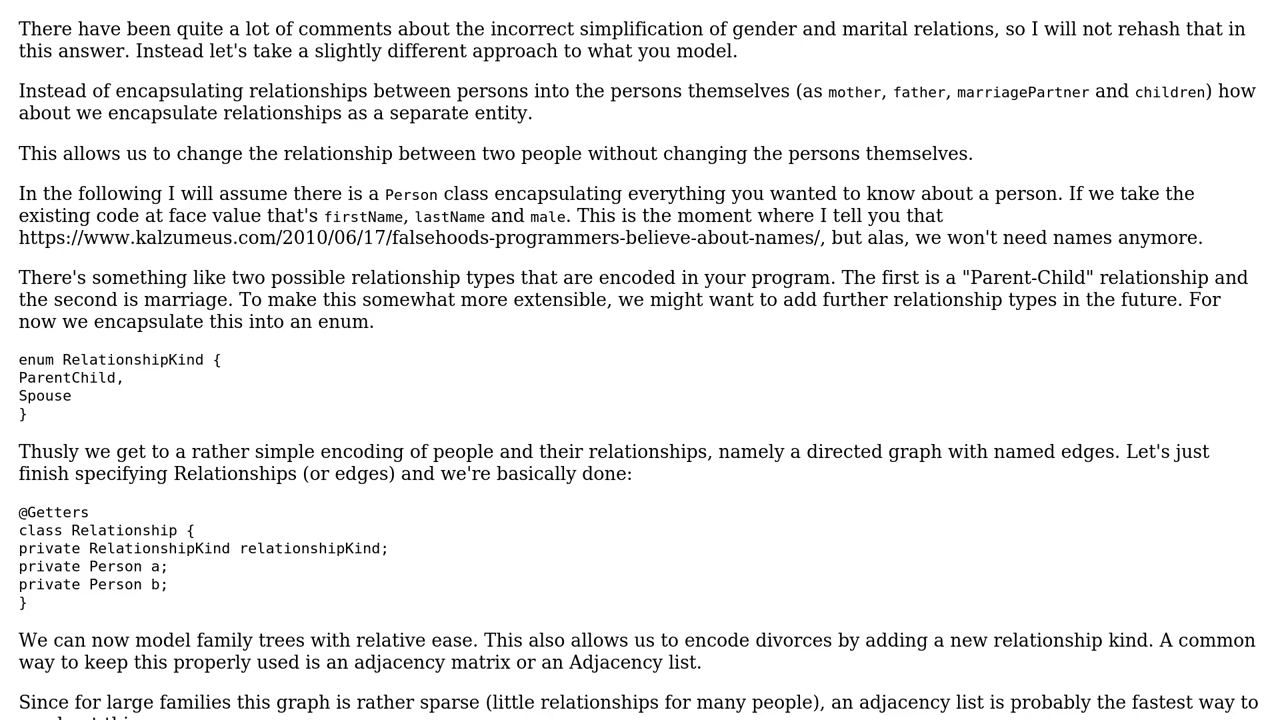 There have been quite a lot of comments about the incorrect simplification of gender and marital relations, so I will not rehash that in
this answer. Instead let's take a slightly different approach to what you model.
Instead of encapsulating relationships between persons into the persons themselves (as mother, father, marriagePartner and children) how
about we encapsulate relationships as a separate entity.
This allows us to change the relationship between two people without changing the persons themselves.
In the following I will assume there is a Person class encapsulating everything you wanted to know about a person. If we take the
existing code at face value that's firstName, lastName and male. This is the moment where I tell you that
https://www.kalzumeus.com/2010/06/17/falsehoods-programmers-believe-about-names/, but alas, we won't need names anymore.
There's something like two possible relationship types that are encoded in your program. The first is a "Parent-Child" relationship and
the second is marriage. To make this somewhat more extensible, we might want to add further relationship types in the future. For
now we encapsulate this into an enum.
enum RelationshipKind {
ParentChild,
Spouse
}
Thusly we get to a rather simple encoding of people and their relationships, namely a directed graph with named edges. Let's just
finish specifying Relationships (or edges) and we're basically done:
@Getters
class Relationship {
private RelationshipKind relationshipKind;
private Person a;
private Person b;
}
We can now model family trees with relative ease. This also allows us to encode divorces by adding a new relationship kind. A common
way to keep this properly used is an adjacency matrix or an Adjacency list.
Since for large families this graph is rather sparse (little relationships for many people), an adjacency list is probably the fastest way to